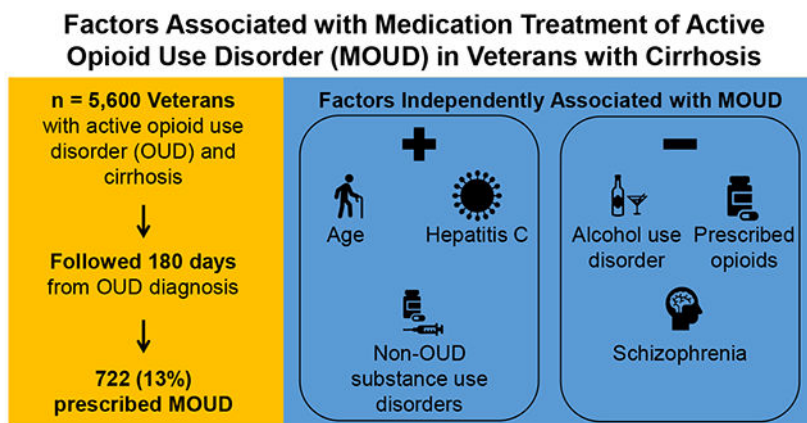 Factors Associated with Medication Treatment of Active
Opioid Use Disorder (MOUD) in Veterans with Cirrhosis
n = 5,600 Veterans
with active opioid use
disorder (OUD) and
cirrhosis
Followed 180 days
from OUD diagnosis
722 (13%)
prescribed MOUD
Factors Independently Associated with MOUD
+
Age
Hepatitis C
Non-OUD
substance use
disorders
−
Alcohol use
disorder
Prescribed
opioids
Schizophrenia